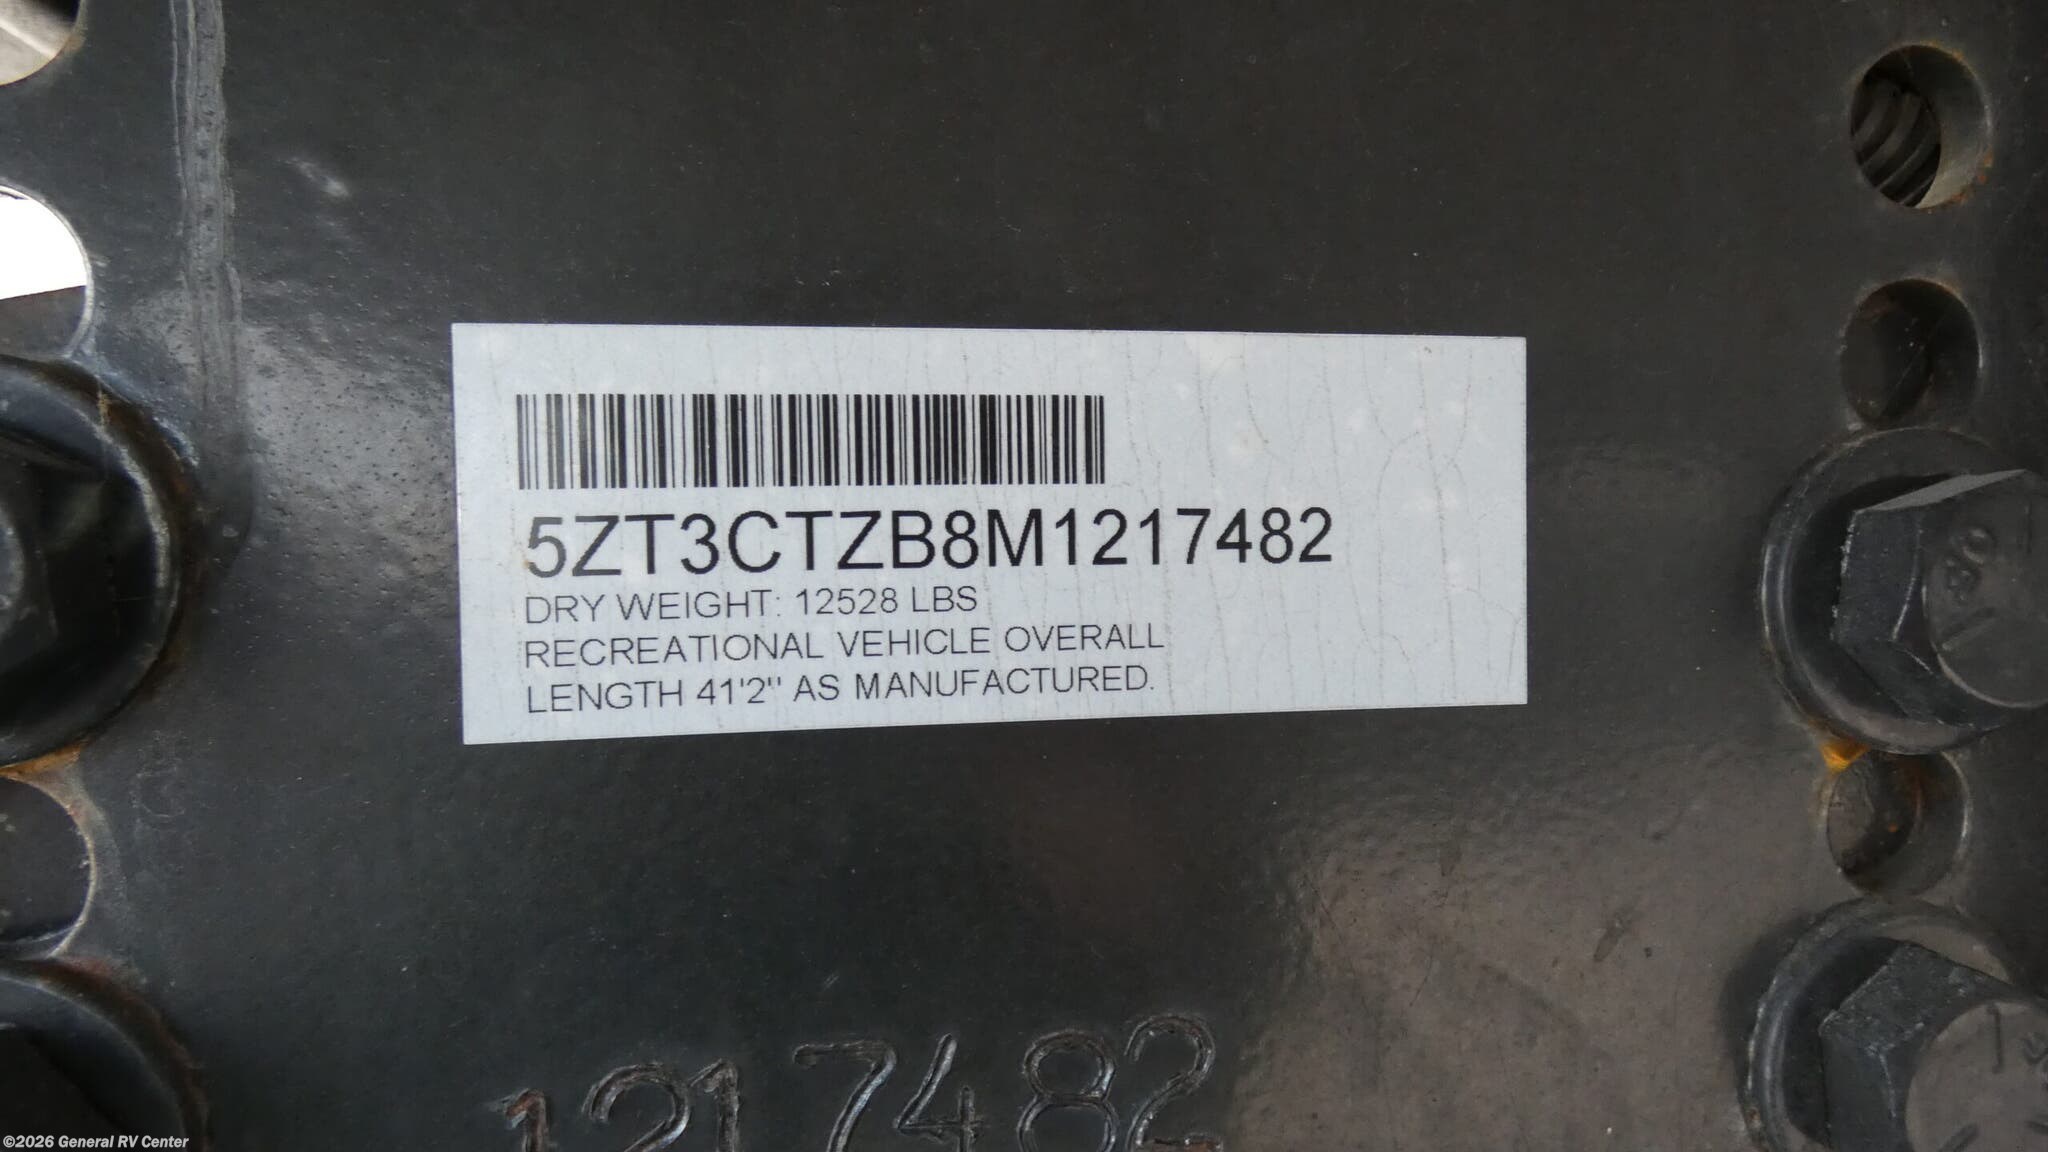 5ZT3CTZB8M1217482
DRY WEIGHT: 12528 LBS
RECREATIONAL VEHICLE OVERALL
LENGTH 41'2" AS MANUFACTURED.
1217482
©2026 General RV Center